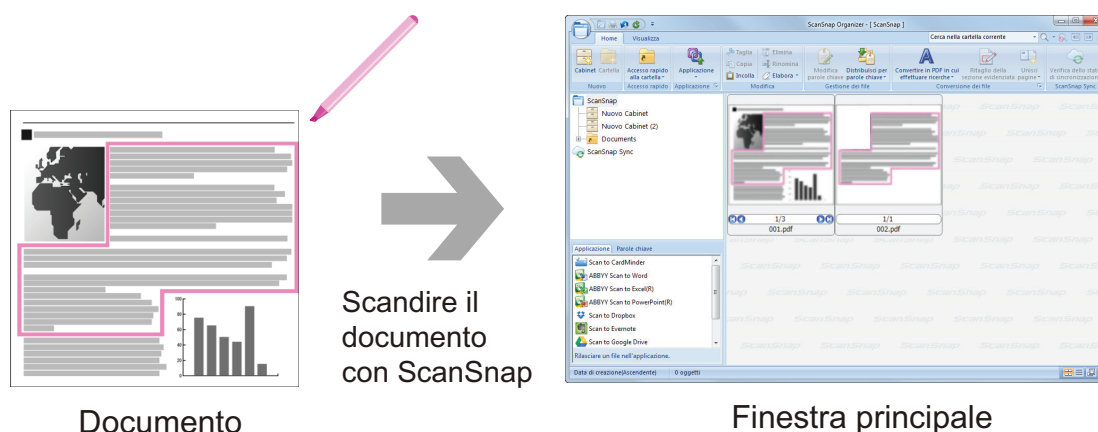 Documento
Scandire il
documento
con ScanSnap
ScanSnap Organizer - [ ScanSnap ]
Home Visualizza
Cerca nella cartella corrente
Cabinet Cartella
Nuovo
Accesso rapido
alla cartella
Accesso rapido
Applicazione
Applicazione
Taglia
Copia
Incolla
Elimina
Rinomina
Elabora
Modifica
Modifica
parole chiave
Distribuisci per
parole chiave
Gestione dei file
Convertire in PDF in cui
effettuare ricerche
Ritaglio della
sezione evidenziata
Unisci
pagine
Conversione dei file
Verifica dello stat
di sincronizzazion
ScanSnap Sync
ScanSnap
Nuovo Cabinet
Nuovo Cabinet (2)
Documents
ScanSnap Sync
1/3
001.pdf
1/1
002.pdf
Applicazione Parole chiave
Scan to CardMinder
ABBYY Scan to Word
ABBYY Scan to Excel(R)
ABBYY Scan to PowerPoint(R)
Scan to Dropbox
Scan to Evernote
Scan to Google Drive
Rilasciare un file nell'applicazione.
Data di creazione(Ascendente) 0 oggetti
Finestra principale